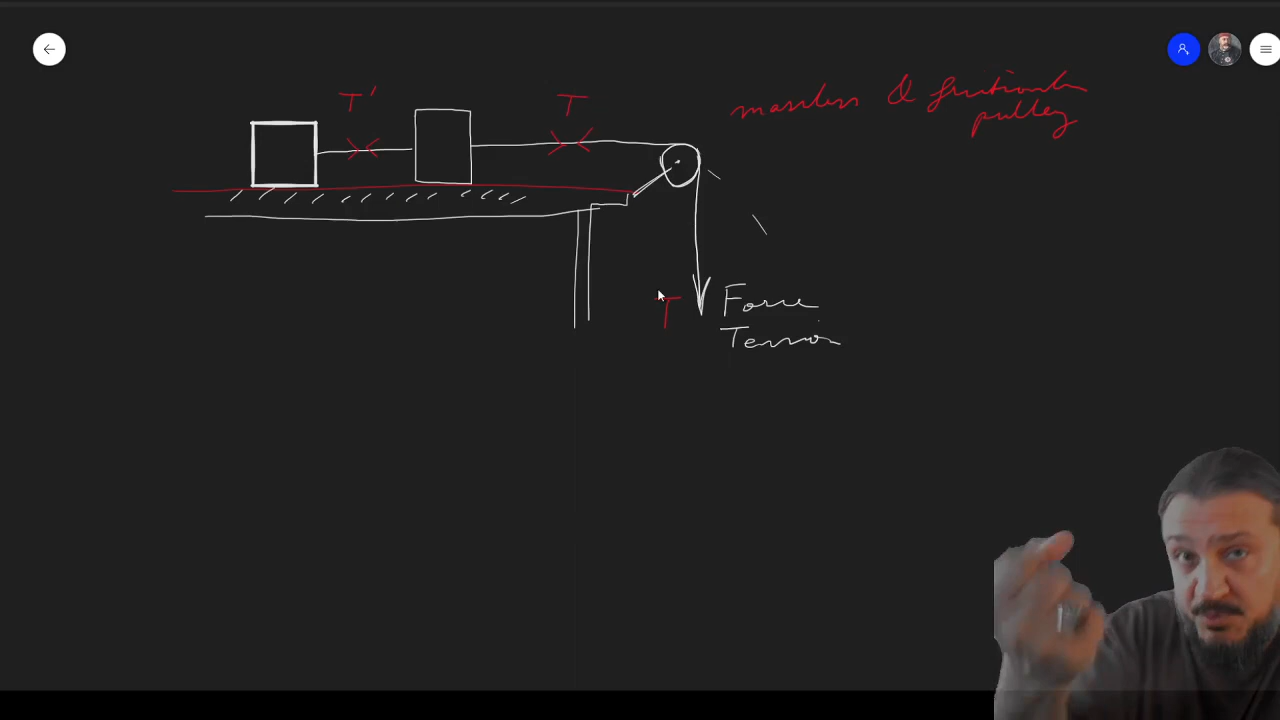 T'
T
massless & frictionless
pulley
T
Force
Tension